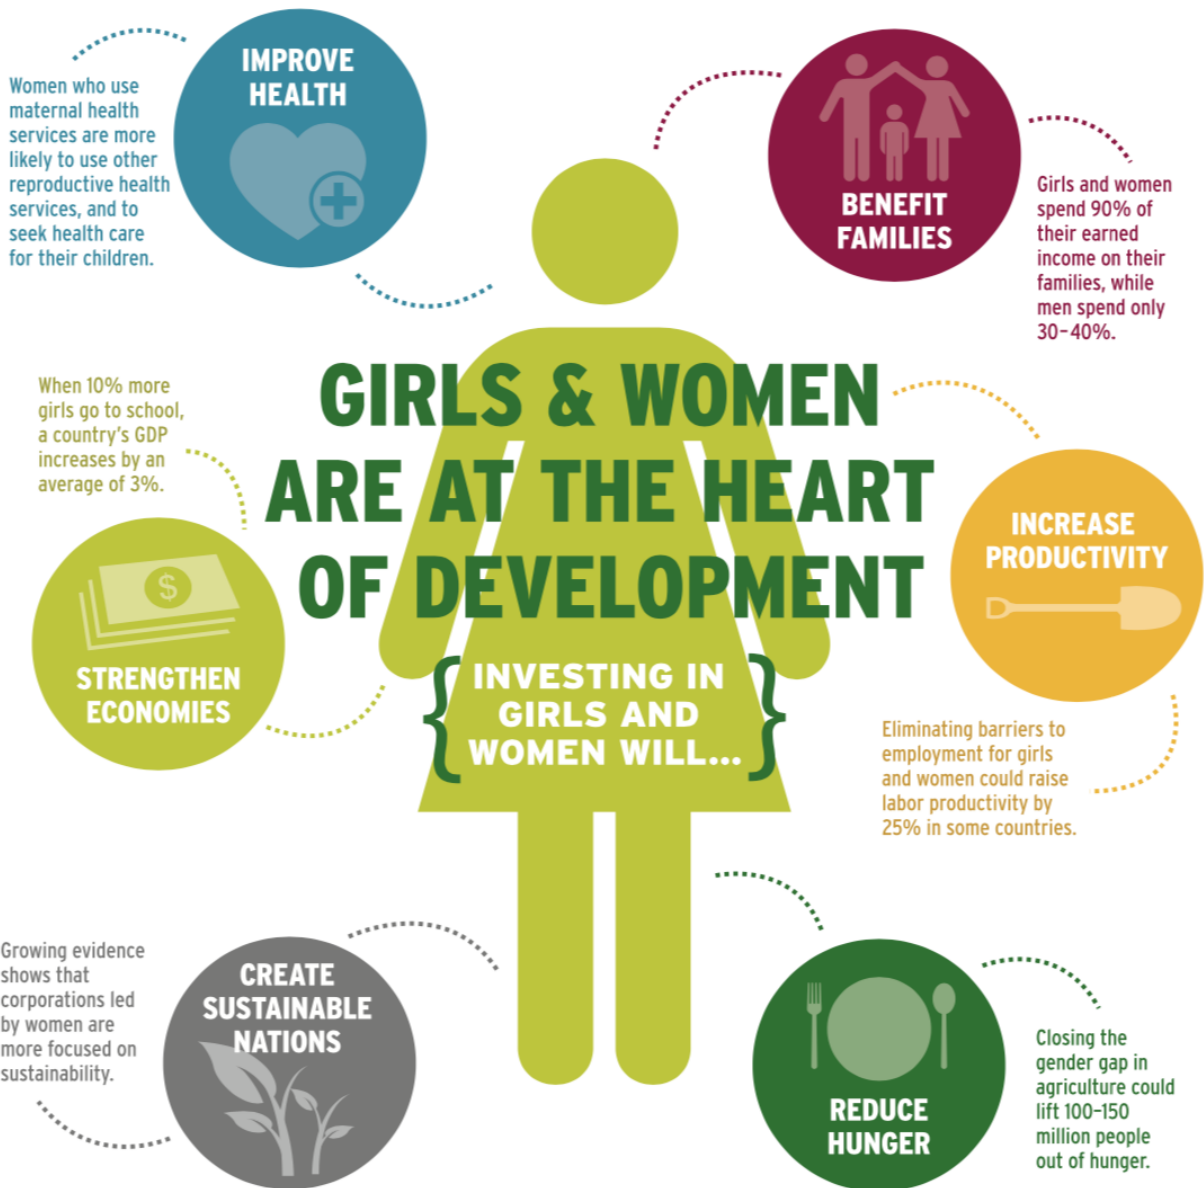 IMPROVE
HEALTH
Women who use
maternal health
services are more
likely to use other
reproductive health
services, and to
seek health care
for their children.
BENEFIT
FAMILIES
Girls and women
spend 90% of
their earned
income on their
families, while
men spend only
30-40%.
GIRLS & WOMEN
ARE AT THE HEART
OF DEVELOPMENT
{INVESTING IN
GIRLS AND
WOMEN WILL...}
When 10% more
girls go to school,
a country's GDP
increases by an
average of 3%.
$
STRENGTHEN
ECONOMIES
INCREASE
PRODUCTIVITY
Eliminating barriers to
employment for girls
and women could raise
labor productivity by
25% in some countries.
Growing evidence
shows that
corporations led
by women are
more focused on
sustainability.
CREATE
SUSTAINABLE
NATIONS
REDUCE
HUNGER
Closing the
gender gap in
agriculture could
lift 100-150
million people
out of hunger.